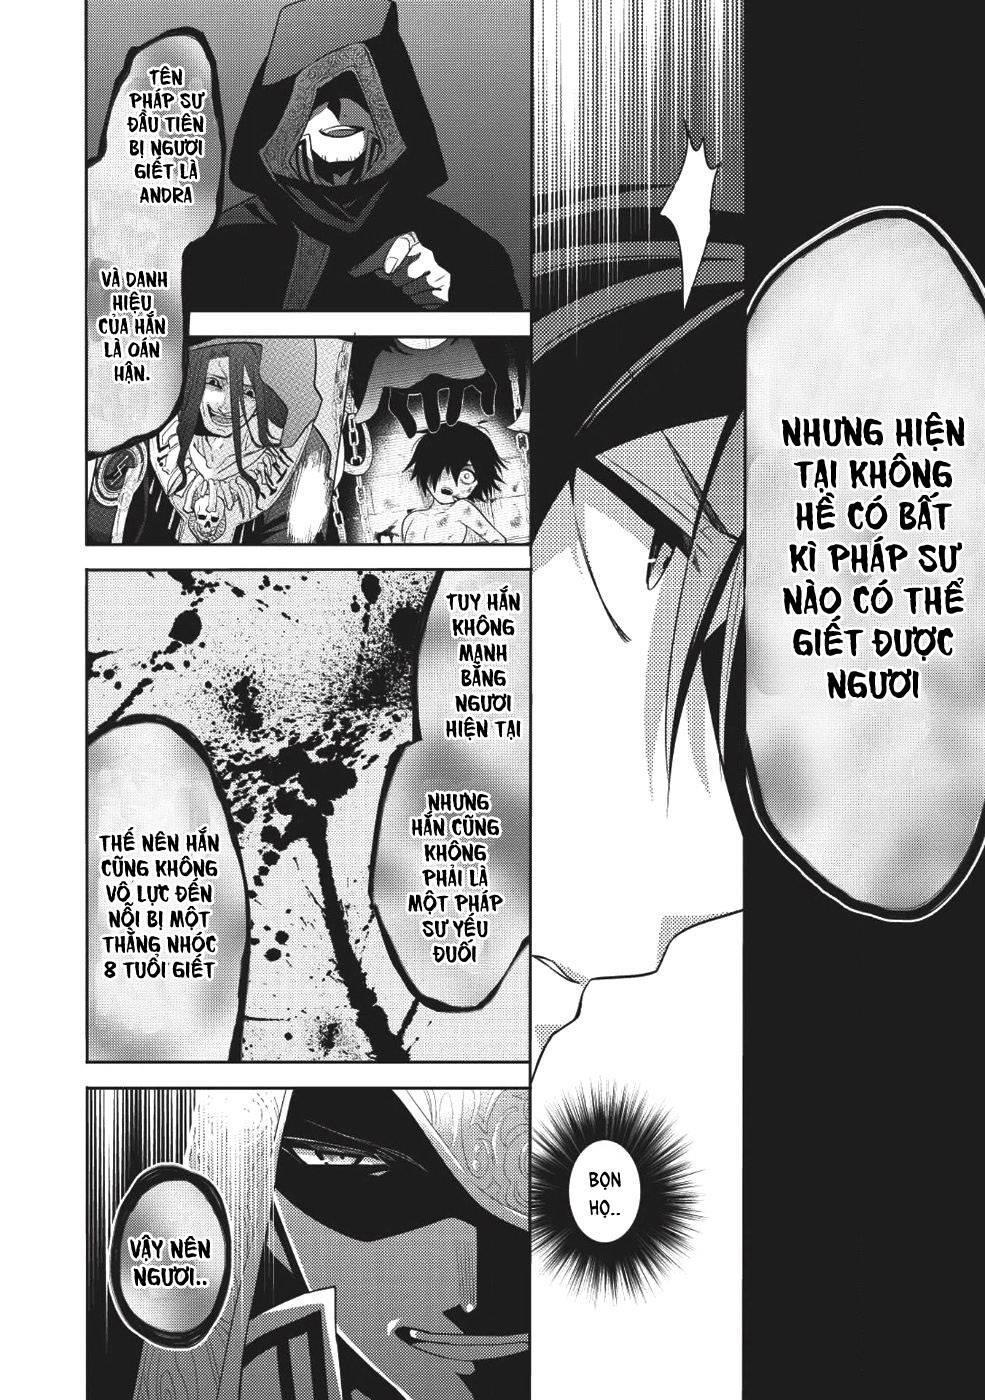 NHƯNG HIỆN
TẠI KHÔNG
HỀ CÓ BẤT
KÌ PHÁP SƯ
NÀO CÓ THỂ
GIẾT ĐƯỢC
NGƯƠI
BỌN
HỌ..
TÊN
PHÁP SƯ
ĐẦU TIÊN
BỊ NGƯƠI
GIẾT LÀ
ANDRA
VÀ DANH
HIỆU
CỦA HẮN
LÀ OÁN
HẬN.
TUY HẮN
KHÔNG
MẠNH
BẰNG
NGƯƠI
HIỆN TẠI
NHƯNG
HẮN CŨNG
KHÔNG
PHẢI LÀ
MỘT PHÁP
SƯ YẾU
ĐUỐI
THẾ NÊN HẮN
CŨNG KHÔNG
VÔ LỰC ĐẾN
NỖI BỊ MỘT
THẰNG NHÓC
8 TUỔI GIẾT
VẬY NÊN
NGƯƠI..